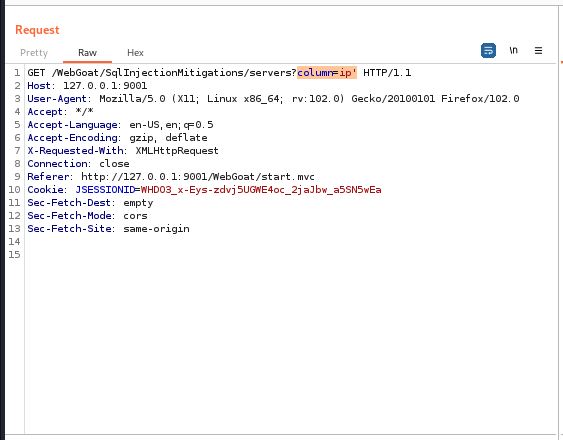 Request
Pretty Raw Hex \n
1 GET /WebGoat/SqlInjectionMitigations/servers?column=ip' HTTP/1.1
2 Host: 127.0.0.1:9001
3 User-Agent: Mozilla/5.0 (X11; Linux x86_64; rv:102.0) Gecko/20100101 Firefox/102.0
4 Accept: */*
5 Accept-Language: en-US,en;q=0.5
6 Accept-Encoding: gzip, deflate
7 X-Requested-With: XMLHttpRequest
8 Connection: close
9 Referer: http://127.0.0.1:9001/WebGoat/start.mvc
10 Cookie: JSESSIONID=WHDO3_x-Eys-zdvj5UGWE4oc_2jaJbw_a5SN5wEa
11 Sec-Fetch-Dest: empty
12 Sec-Fetch-Mode: cors
13 Sec-Fetch-Site: same-origin
14
15